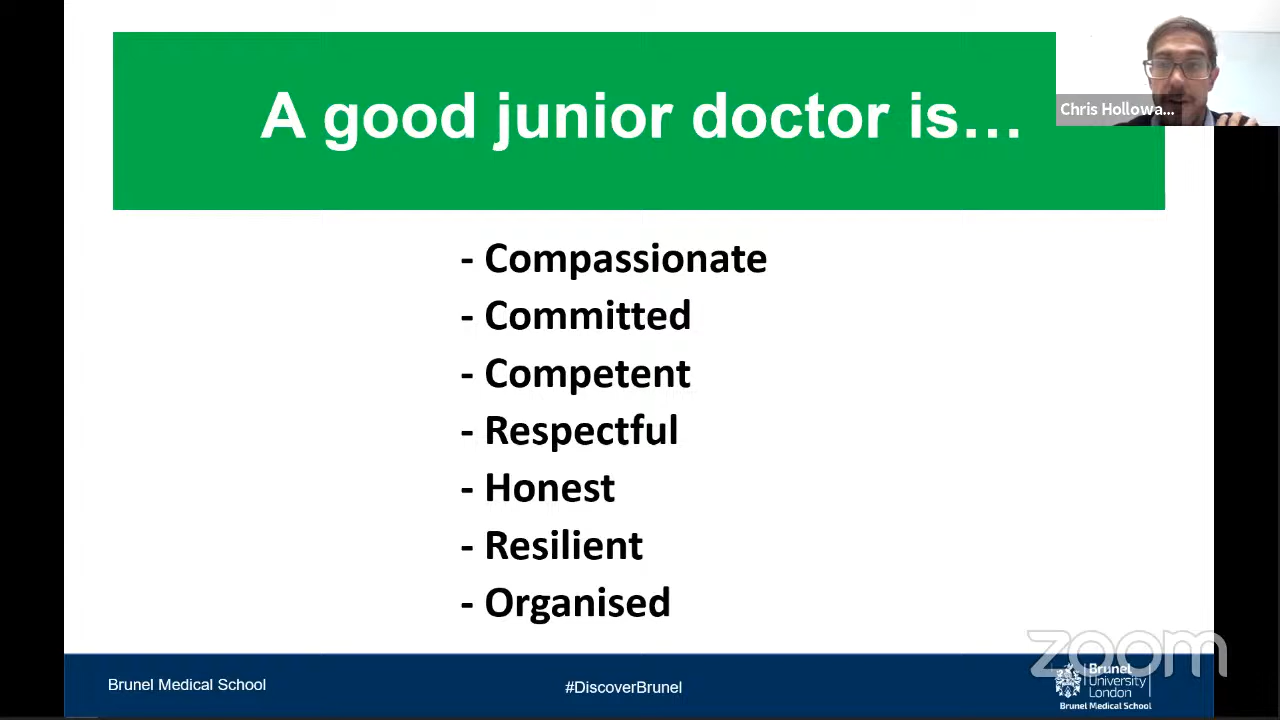 A good junior doctor is…
Chris Hollowa...
- Compassionate
- Committed
- Competent
- Respectful
- Honest
- Resilient
- Organised
zoom
Brunel Medical School
#DiscoverBrunel
Brunel
University
London
Brunel Medical School